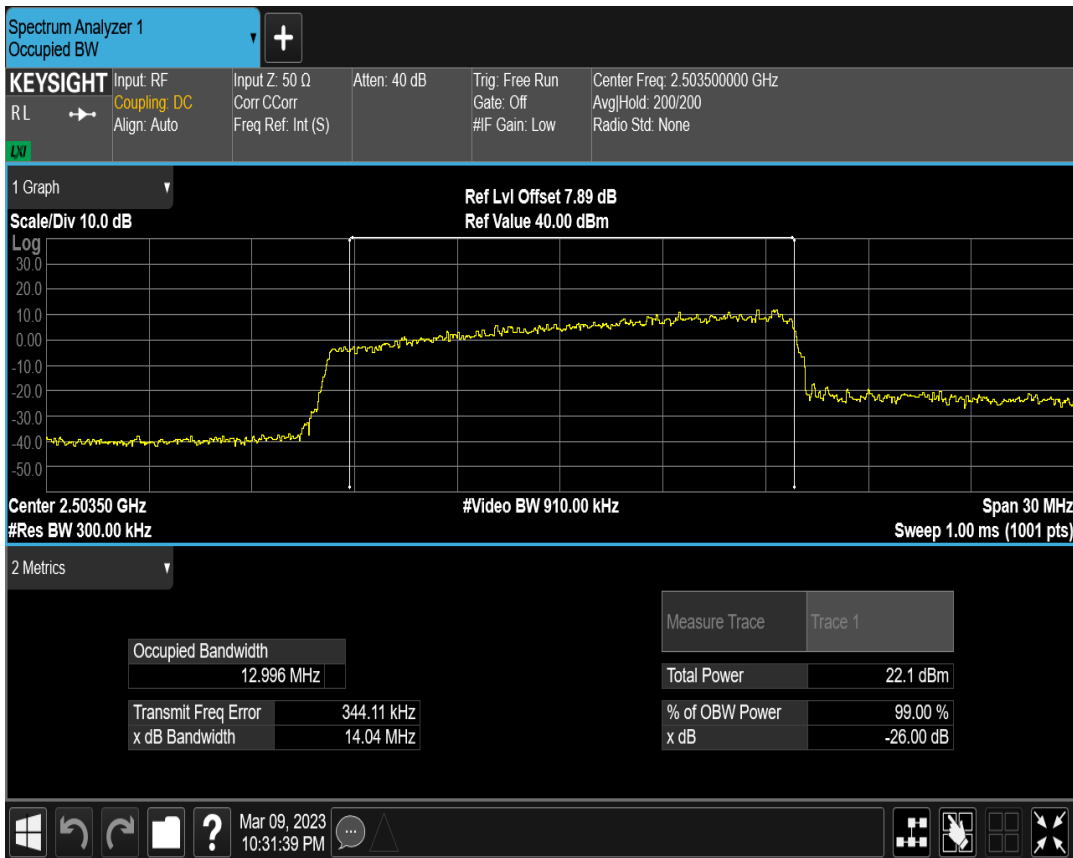 Spectrum Analyzer 1
Occupied BW
KEYSIGHT
RL
LXI
Input: RF
Coupling: DC
Align: Auto
Input Z: 50 Ω
Corr CCorr
Freq Ref: Int (S)
Atten: 40 dB
Trig: Free Run
Gate: Off
#IF Gain: Low
Center Freq: 2.503500000 GHz
Avg|Hold: 200/200
Radio Std: None
1 Graph
Scale/Div 10.0 dB
Ref Lvl Offset 7.89 dB
Ref Value 40.00 dBm
Log
30.0
20.0
10.0
0.00
-10.0
-20.0
-30.0
-40.0
-50.0
Center 2.50350 GHz
#Res BW 300.00 kHz
#Video BW 910.00 kHz
Span 30 MHz
Sweep 1.00 ms (1001 pts)
2 Metrics
Occupied Bandwidth
12.996 MHz
Transmit Freq Error 344.11 kHz
x dB Bandwidth 14.04 MHz
Measure Trace Trace 1
Total Power 22.1 dBm
% of OBW Power 99.00 %
x dB -26.00 dB
Mar 09, 2023
10:31:39 PM